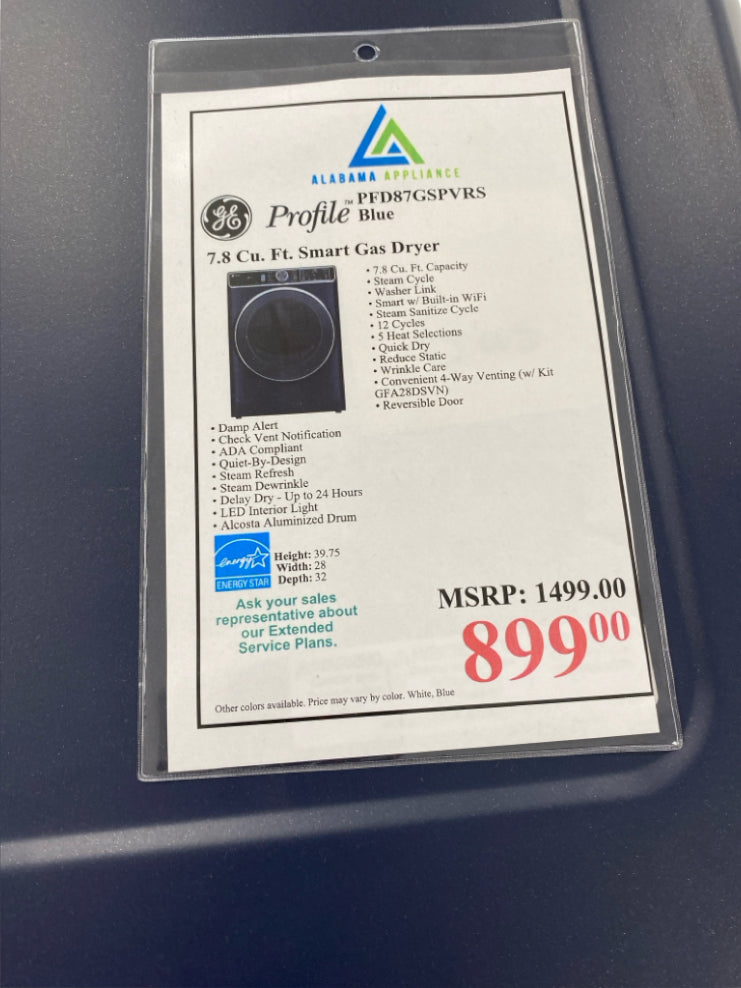 ALABAMA APPLIANCE
GE Profile™ PFD87GSPVRS
Blue
7.8 Cu. Ft. Smart Gas Dryer
• 7.8 Cu. Ft. Capacity
• Steam Cycle
• Washer Link
• Smart w/ Built-in WiFi
• Steam Sanitize Cycle
• 12 Cycles
• 5 Heat Selections
• Quick Dry
• Reduce Static
• Wrinkle Care
• Convenient 4-Way Venting (w/ Kit
GFA28DSVN)
• Reversible Door
• Damp Alert
• Check Vent Notification
• ADA Compliant
• Quiet-By-Design
• Steam Refresh
• Steam Dewrinkle
• Delay Dry - Up to 24 Hours
• LED Interior Light
• Alcosta Aluminized Drum
energy
ENERGY STAR
Height: 39.75
Width: 28
Depth: 32
Ask your sales
representative about
our Extended
Service Plans.
MSRP: 1499.00
899⁰⁰
Other colors available. Price may vary by color. White, Blue